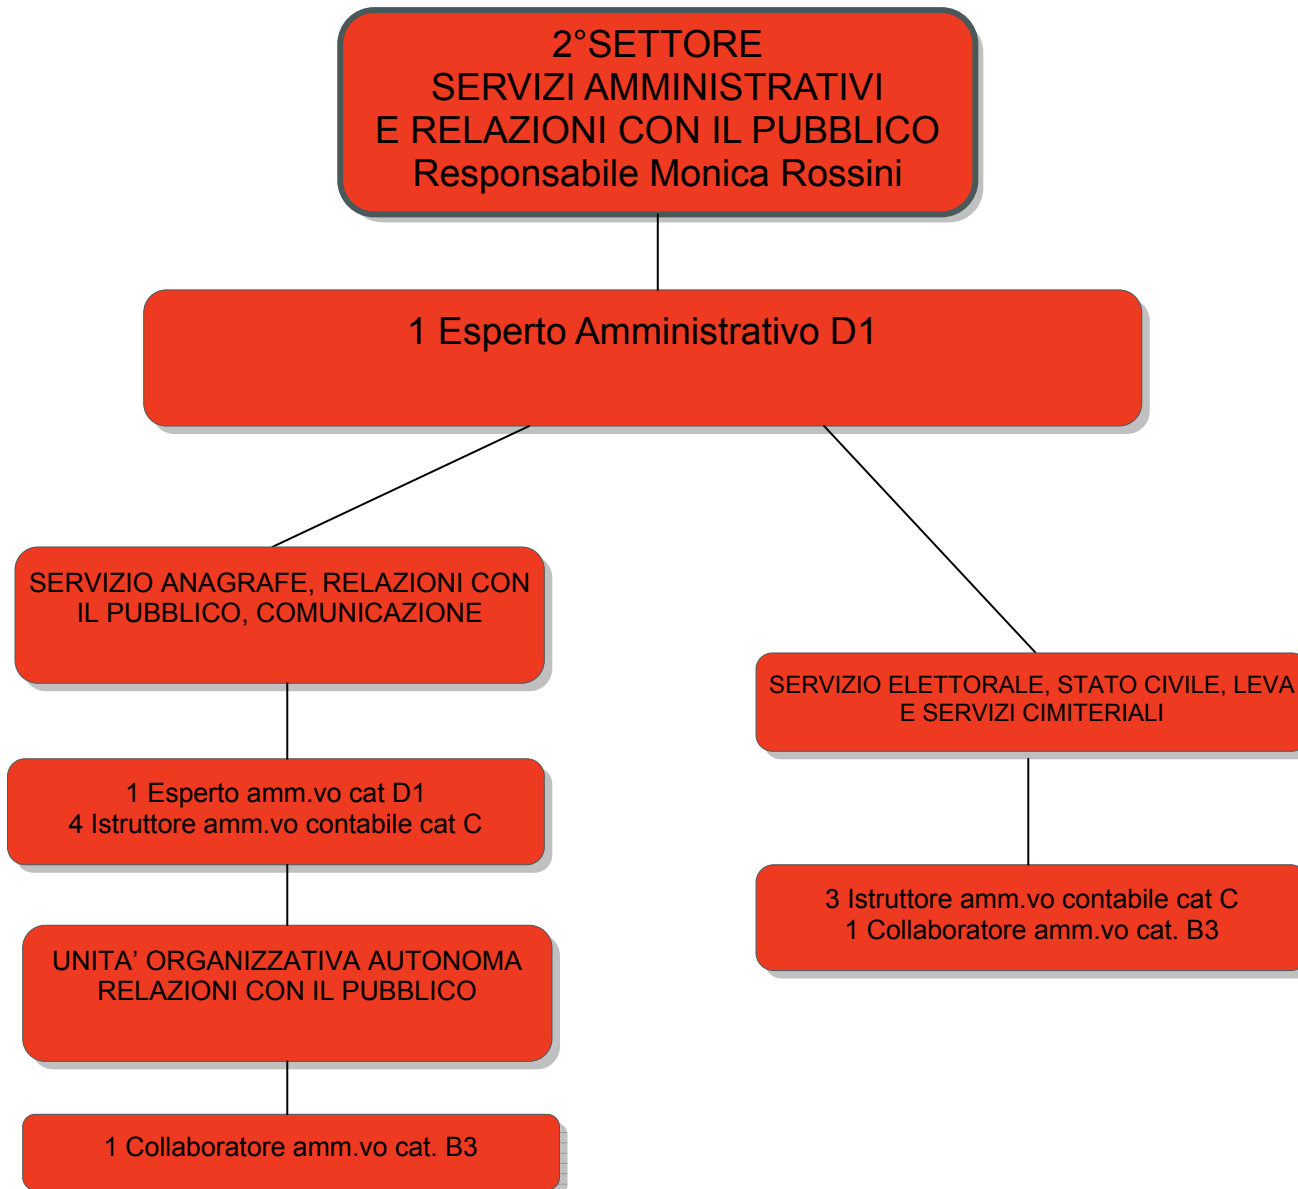 2°SETTORE
SERVIZI AMMINISTRATIVI
E RELAZIONI CON IL PUBBLICO
Responsabile Monica Rossini
1 Esperto Amministrativo D1
SERVIZIO ANAGRAFE, RELAZIONI CON
IL PUBBLICO, COMUNICAZIONE
1 Esperto amm.vo cat D1
4 Istruttore amm.vo contabile cat C
UNITA’ ORGANIZZATIVA AUTONOMA
RELAZIONI CON IL PUBBLICO
1 Collaboratore amm.vo cat. B3
SERVIZIO ELETTORALE, STATO CIVILE, LEVA
E SERVIZI CIMITERIALI
3 Istruttore amm.vo contabile cat C
1 Collaboratore amm.vo cat. B3